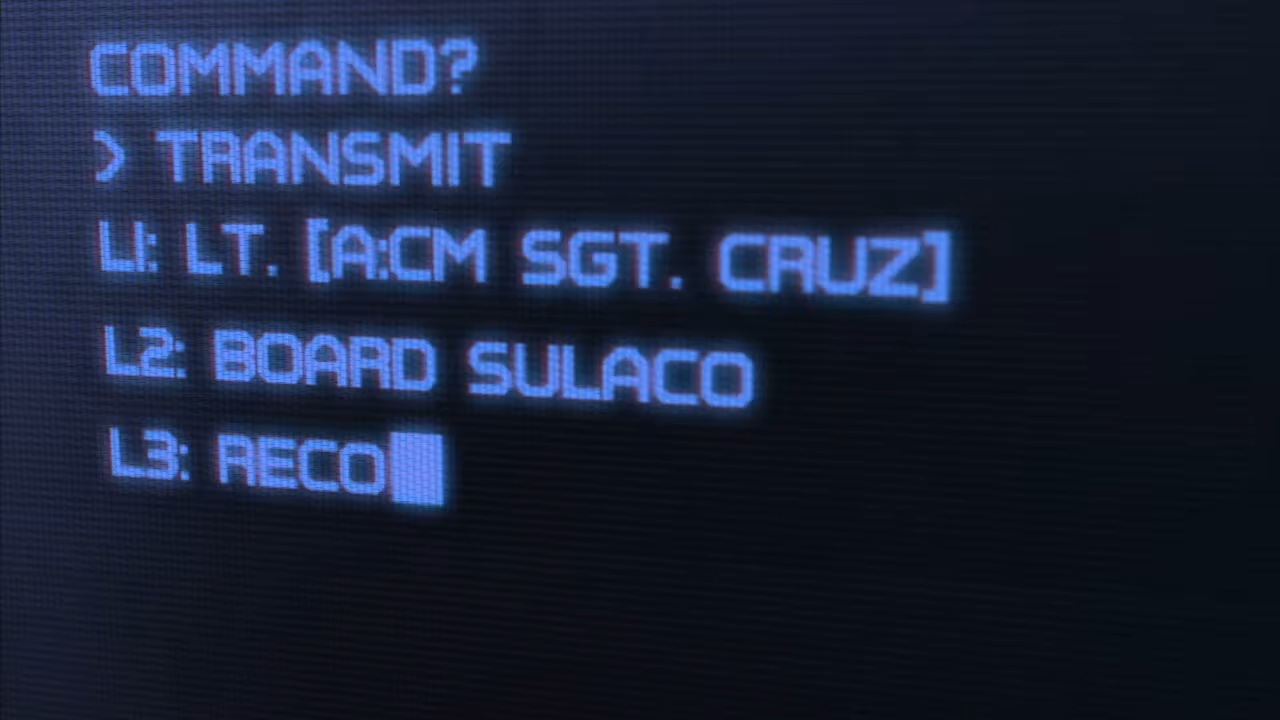 COMMAND?
> TRANSMIT
L1: LT. [A:CM SGT. CRUZ]
L2: BOARD SULACO
L3: RECO